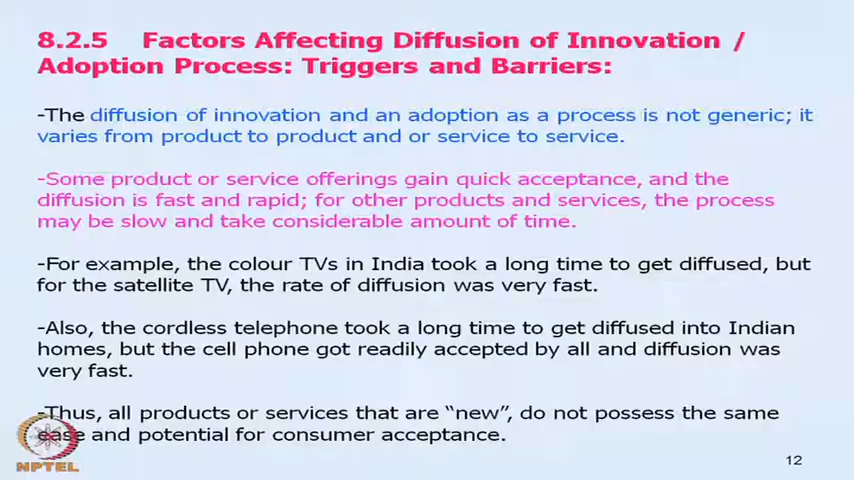 8.2.5 Factors Affecting Diffusion of Innovation /
Adoption Process: Triggers and Barriers:
-The diffusion of innovation and an adoption as a process is not generic; it
varies from product to product and or service to service.
-Some product or service offerings gain quick acceptance, and the
diffusion is fast and rapid; for other products and services, the process
may be slow and take considerable amount of time.
-For example, the colour TVs in India took a long time to get diffused, but
for the satellite TV, the rate of diffusion was very fast.
-Also, the cordless telephone took a long time to get diffused into Indian
homes, but the cell phone got readily accepted by all and diffusion was
very fast.
-Thus, all products or services that are “new”, do not possess the same
ease and potential for consumer acceptance.
NPTEL
12